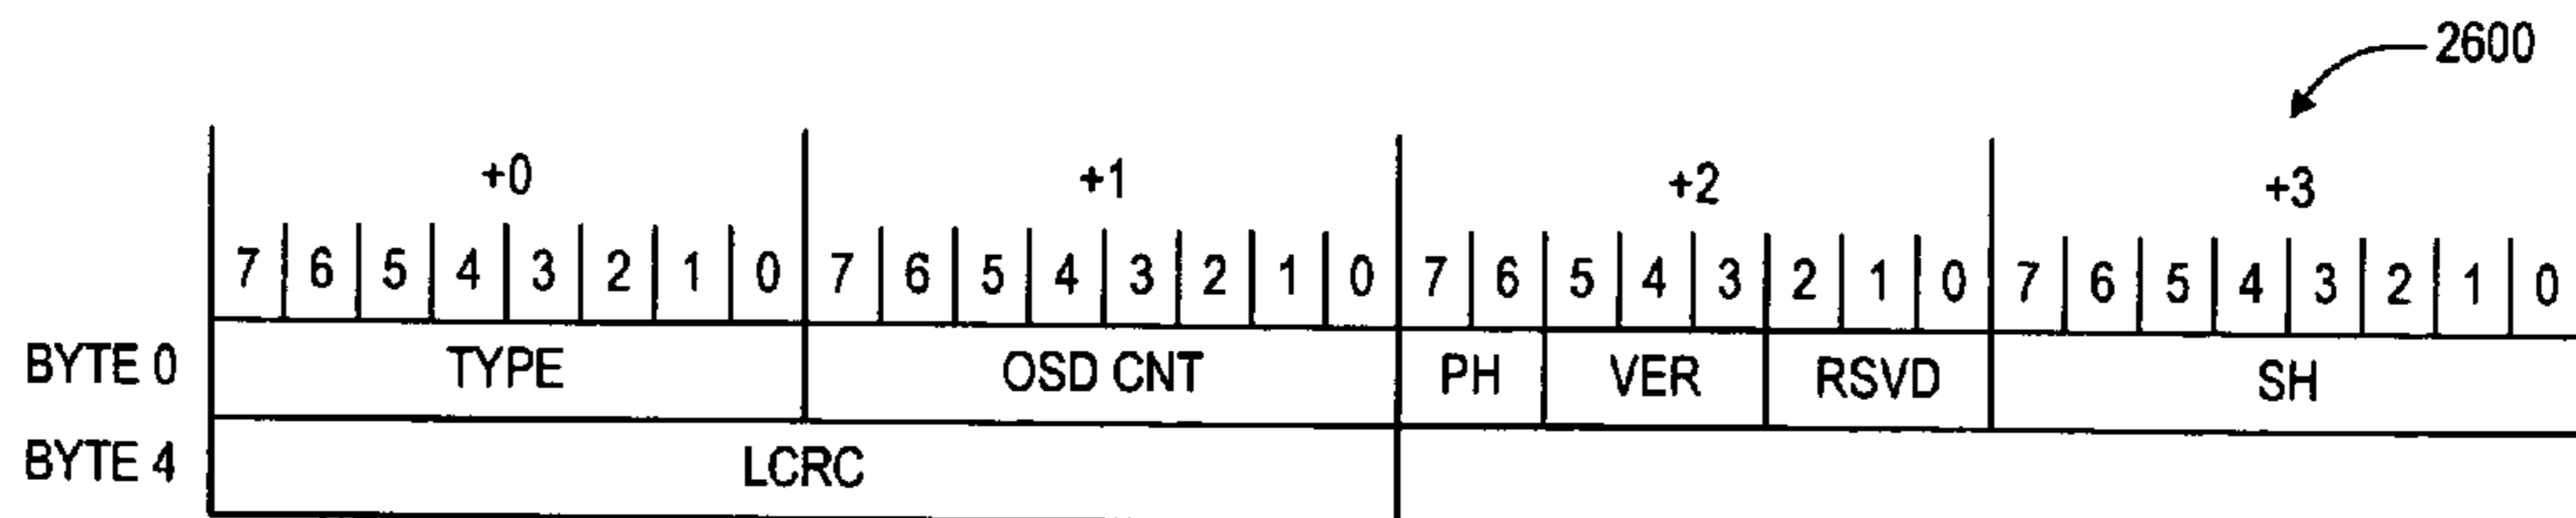 2600
+0 +1 +2 +3
7 6 5 4 3 2 1 0 7 6 5 4 3 2 1 0 7 6 5 4 3 2 1 0 7 6 5 4 3 2 1 0
BYTE 0 TYPE OSD CNT PH VER RSVD SH
BYTE 4 LCRC